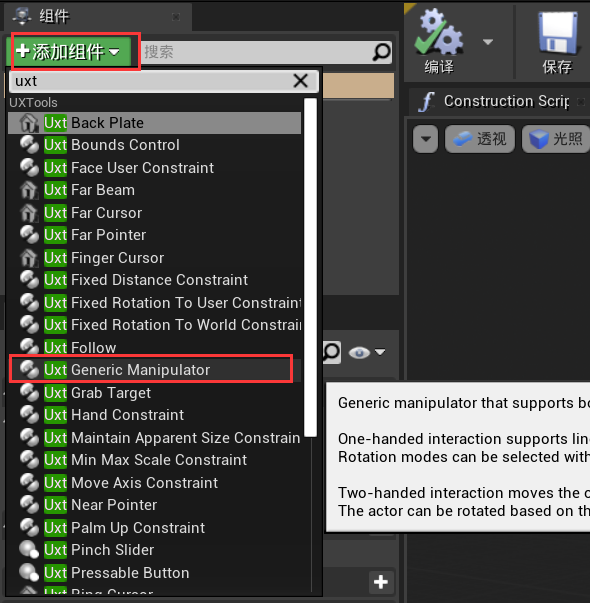 组件
添加组件
搜索
编译
保存
uxt
Construction Scrip
UXTools
透视
光照
Uxt Back Plate
Uxt Bounds Control
Uxt Face User Constraint
Uxt Far Beam
Uxt Far Cursor
Uxt Far Pointer
Uxt Finger Cursor
Uxt Fixed Distance Constraint
Uxt Fixed Rotation To User Constraint
Uxt Fixed Rotation To World Constrai
Uxt Follow
Uxt Generic Manipulator
Uxt Grab Target
Uxt Hand Constraint
Uxt Maintain Apparent Size Constrain
Uxt Min Max Scale Constraint
Uxt Move Axis Constraint
Uxt Near Pointer
Uxt Palm Up Constraint
Uxt Pinch Slider
Uxt Pressable Button
Uxt Ring Cursor
Generic manipulator that supports bo
One-handed interaction supports line
Rotation modes can be selected with
Two-handed interaction moves the o
The actor can be rotated based on th